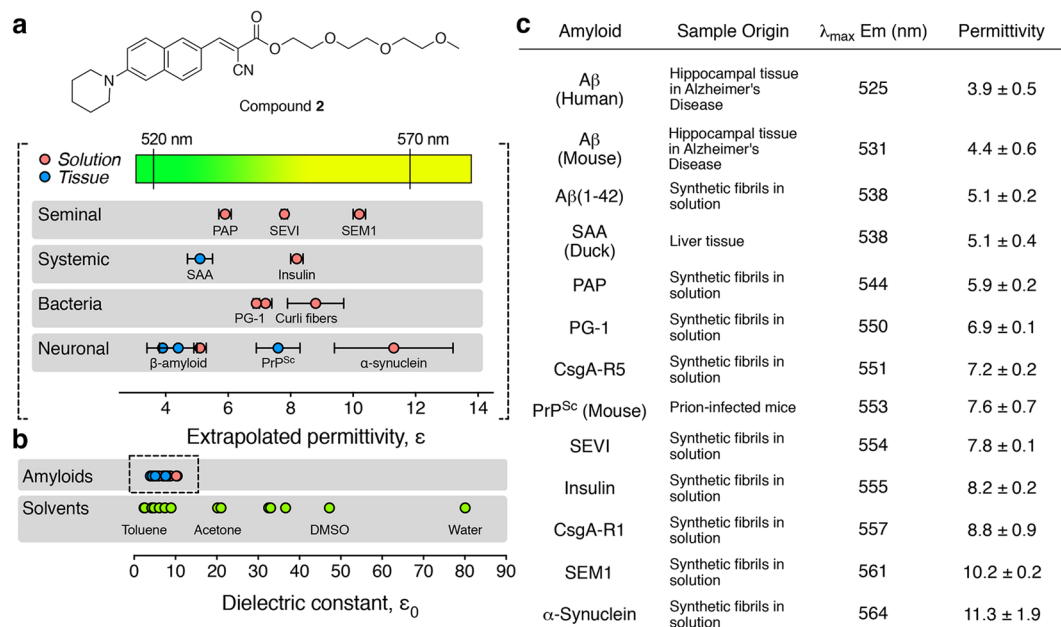 a
O
O
O
O
O
CN
N
Compound 2
520 nm
570 nm
Solution
Tissue
Seminal
PAP
SEVI
SEM1
Systemic
SAA
Insulin
Bacteria
PG-1
Curli fibers
Neuronal
β-amyloid
PrPSc
α-synuclein
4 6 8 10 12 14
Extrapolated permittivity, ε
b
Amyloids
Solvents
Toluene Acetone DMSO Water
0 10 20 30 40 50 60 70 80 90
Dielectric constant, ε0
c
Amyloid Sample Origin λmax Em (nm) Permittivity
Aβ
(Human)
Hippocampal tissue
in Alzheimer's
Disease
525
3.9 ± 0.5
Aβ
(Mouse)
Hippocampal tissue
in Alzheimer's
Disease
531
4.4 ± 0.6
Aβ(1-42)
Synthetic fibrils in
solution
538
5.1 ± 0.2
SAA
(Duck)
Liver tissue
538
5.1 ± 0.4
PAP
Synthetic fibrils in
solution
544
5.9 ± 0.2
PG-1
Synthetic fibrils in
solution
550
6.9 ± 0.1
CsgA-R5
Synthetic fibrils in
solution
551
7.2 ± 0.2
PrPSc (Mouse)
Prion-infected mice
553
7.6 ± 0.7
SEVI
Synthetic fibrils in
solution
554
7.8 ± 0.1
Insulin
Synthetic fibrils in
solution
555
8.2 ± 0.2
CsgA-R1
Synthetic fibrils in
solution
557
8.8 ± 0.9
SEM1
Synthetic fibrils in
solution
561
10.2 ± 0.2
α-Synuclein
Synthetic fibrils in
solution
564
11.3 ± 1.9